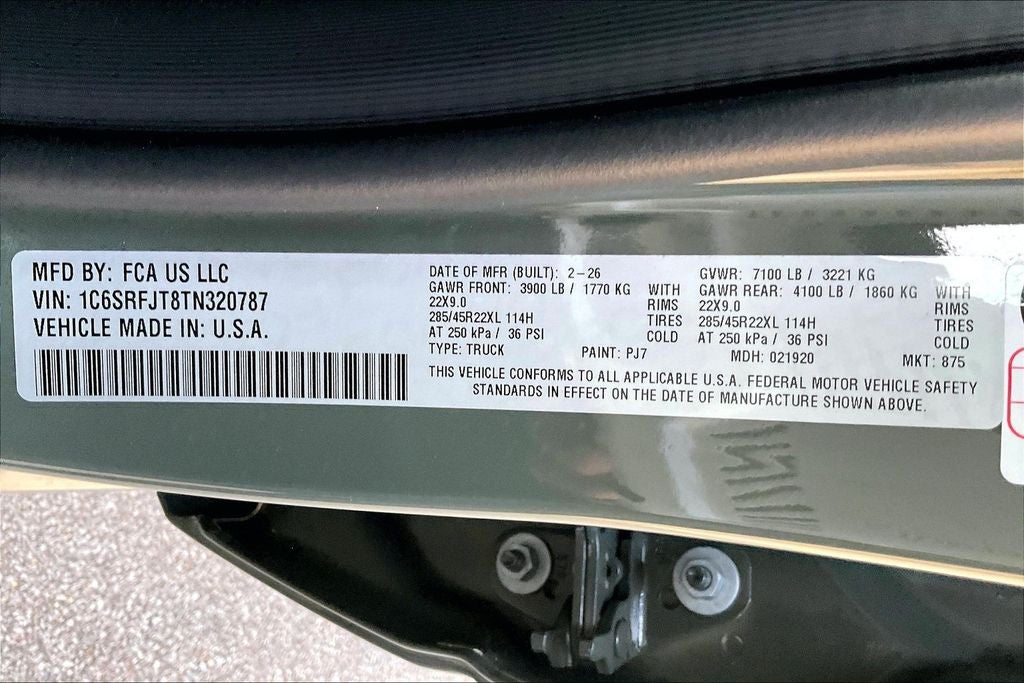 MFD BY: FCA US LLC
VIN: 1C6SRFJT8TN320787
VEHICLE MADE IN: U.S.A.
DATE OF MFR (BUILT): 2-26
GAWR FRONT: 3900 LB / 1770 KG WITH
22X9.0 RIMS
285/45R22XL 114H TIRES
AT 250 kPa / 36 PSI COLD
TYPE: TRUCK PAINT: PJ7
GVWR: 7100 LB / 3221 KG
GAWR REAR: 4100 LB / 1860 KG WITH
22X9.0 RIMS
285/45R22XL 114H TIRES
AT 250 kPa / 36 PSI COLD
MDH: 021920 MKT: 875
THIS VEHICLE CONFORMS TO ALL APPLICABLE U.S.A. FEDERAL MOTOR VEHICLE SAFETY
STANDARDS IN EFFECT ON THE DATE OF MANUFACTURE SHOWN ABOVE.